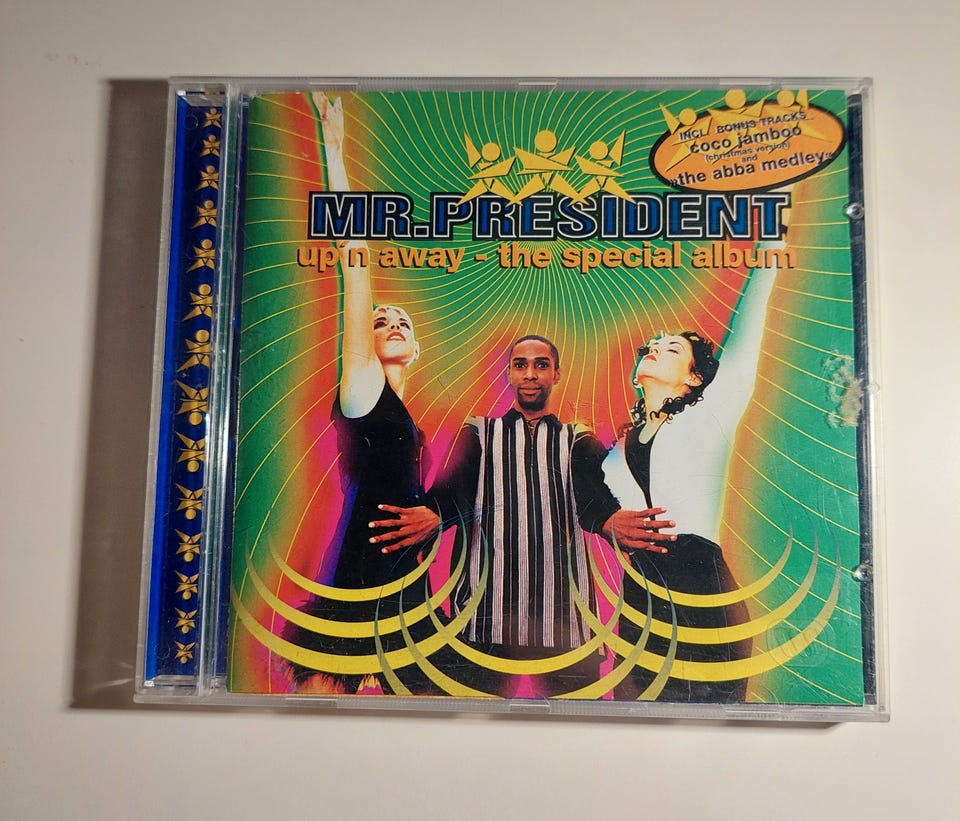 INCL. BONUS TRACKS
coco jamboo
(christmas version)
and
»the abba medley«
MR.PRESIDENT
up'n away - the special album